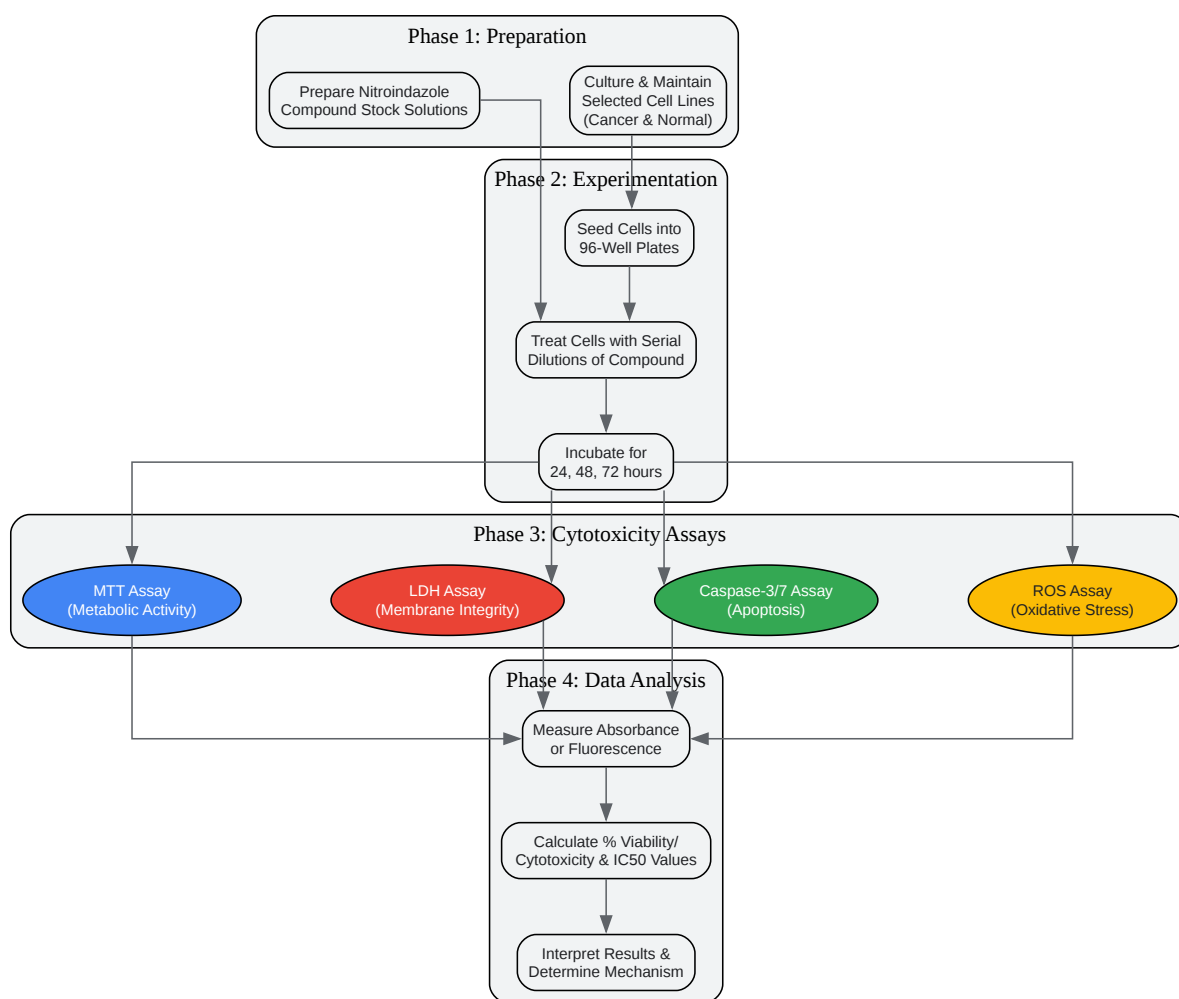 Phase 1: Preparation
Prepare Nitroindazole
Compound Stock Solutions
Culture & Maintain
Selected Cell Lines
(Cancer & Normal)
Phase 2: Experimentation
Seed Cells into
96-Well Plates
Treat Cells with Serial
Dilutions of Compound
Incubate for
24, 48, 72 hours
Phase 3: Cytotoxicity Assays
MTT Assay
(Metabolic Activity)
LDH Assay
(Membrane Integrity)
Caspase-3/7 Assay
(Apoptosis)
ROS Assay
(Oxidative Stress)
Phase 4: Data Analysis
Measure Absorbance
or Fluorescence
Calculate % Viability/
Cytotoxicity & IC50 Values
Interpret Results &
Determine Mechanism